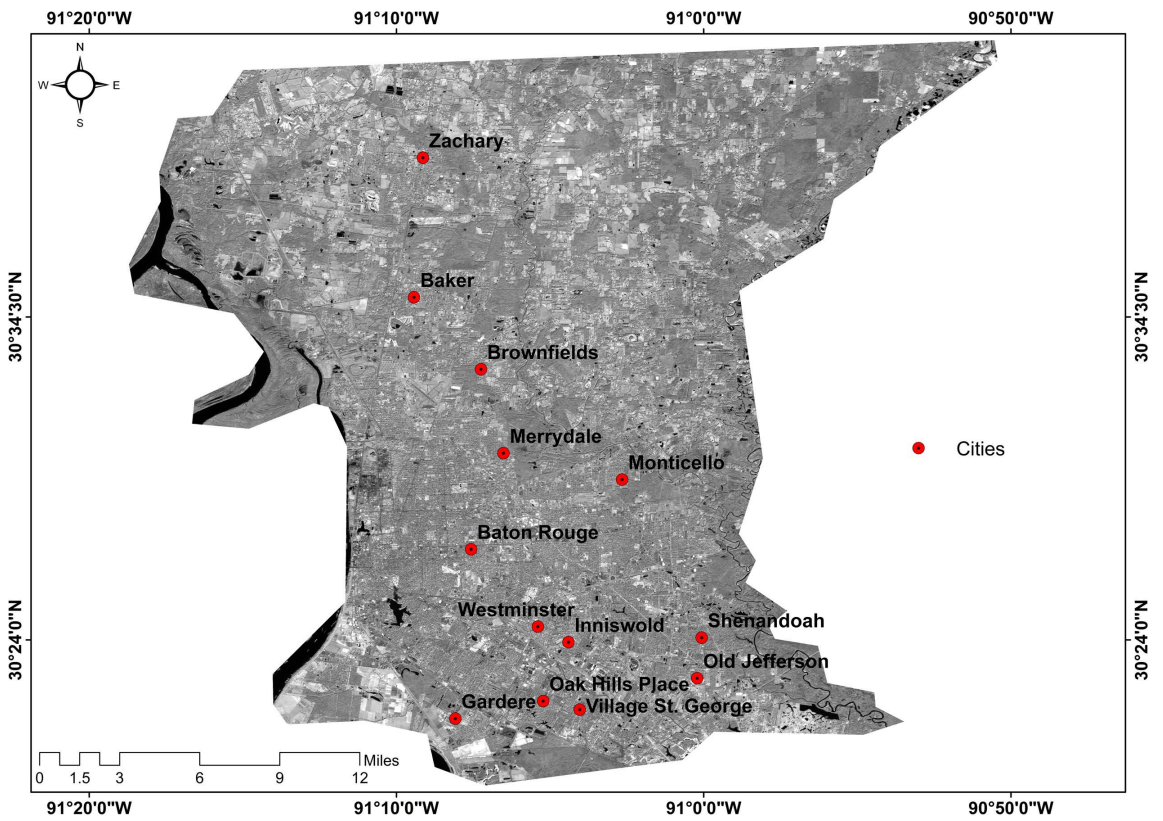 91°20'0"W 91°10'0"W 91°0'0"W 90°50'0"W
N
W E
S
Zachary
Baker
30°34'30"N 30°34'30"N
Brownfields
Merrydale
Monticello
Cities
Baton Rouge
Westminster
Inniswold
Shenandoah
30°24'0"N 30°24'0"N
Old Jefferson
Oak Hills Place
Gardere
Village St. George
Miles
0 1.5 3 6 9 12
91°20'0"W 91°10'0"W 91°0'0"W 90°50'0"W